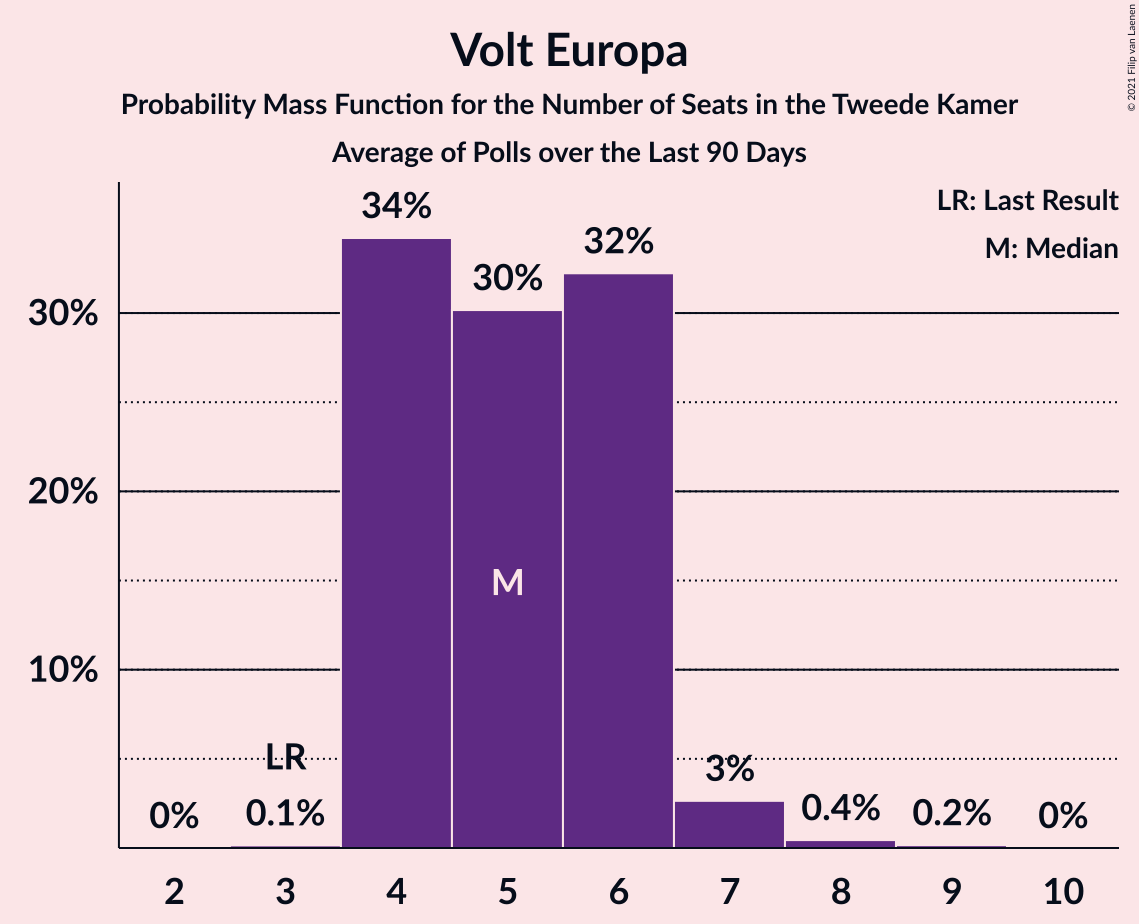 Volt Europa
Probability Mass Function for the Number of Seats in the Tweede Kamer
Average of Polls over the Last 90 Days
© 2021 Filip van Laenen
LR: Last Result
M: Median
34%
30%
32%
30%
20%
10%
M
LR
0%
0.1%
3%
0.4%
0.2%
0%
2 3 4 5 6 7 8 9 10